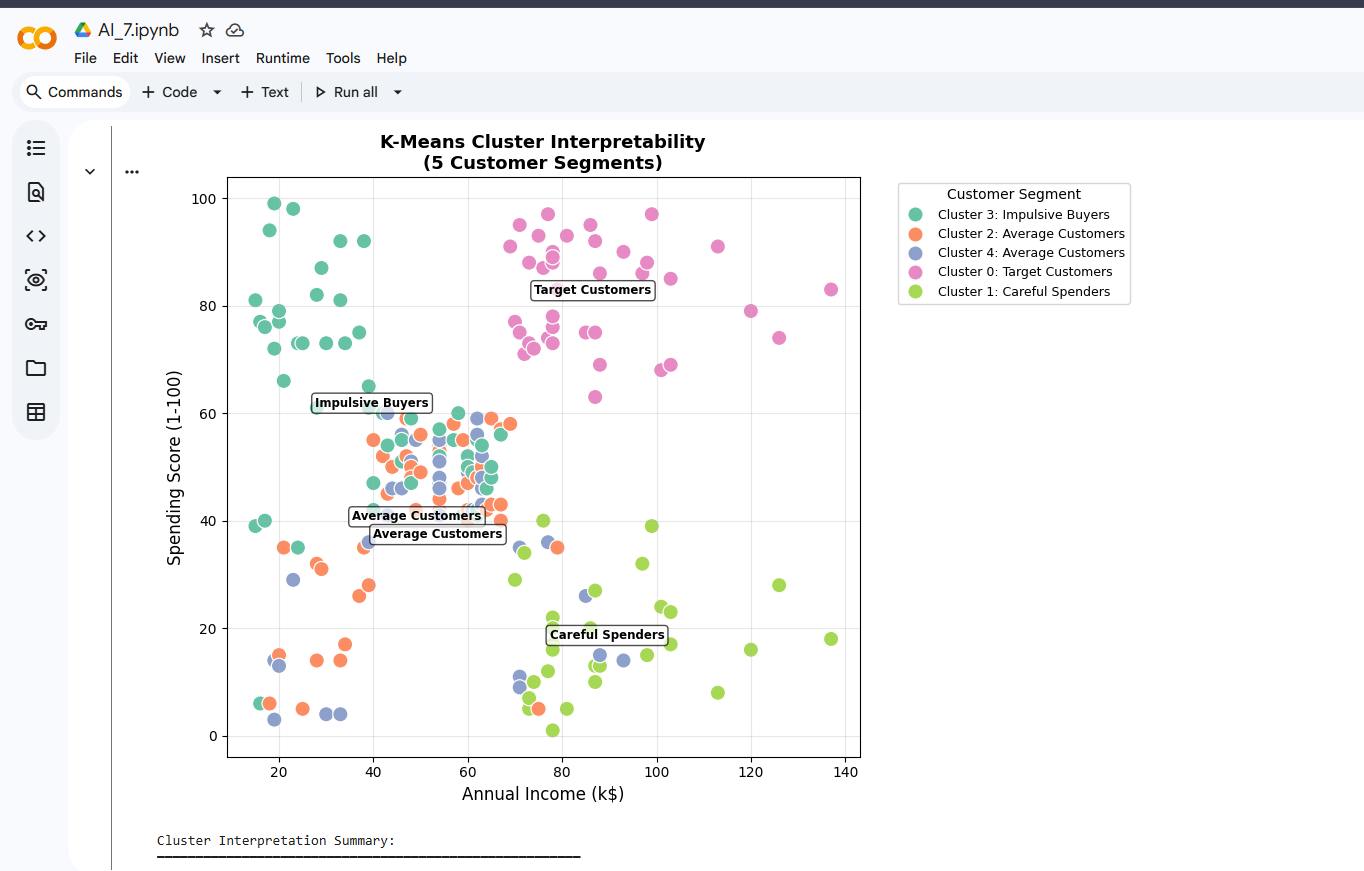 AI_7.ipynb
File Edit View Insert Runtime Tools Help
Commands + Code + Text Run all
K-Means Cluster Interpretability
(5 Customer Segments)
Customer Segment
Cluster 3: Impulsive Buyers
Cluster 2: Average Customers
Cluster 4: Average Customers
Cluster 0: Target Customers
Cluster 1: Careful Spenders
100
80
60
40
20
0
Spending Score (1-100)
Target Customers
Impulsive Buyers
Average Customers
Average Customers
Careful Spenders
20 40 60 80 100 120 140
Annual Income (k$)
Cluster Interpretation Summary: